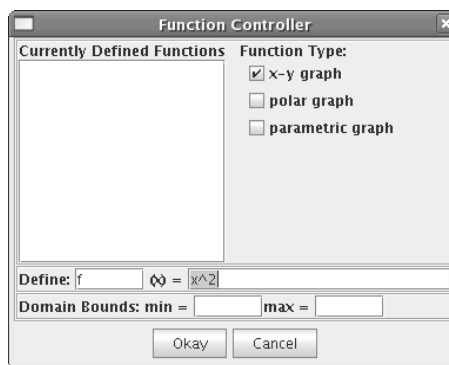 Function Controller
Currently Defined Functions
Function Type:
x-y graph
polar graph
parametric graph
Define: f (x) = x^2
Domain Bounds: min = max =
Okay Cancel